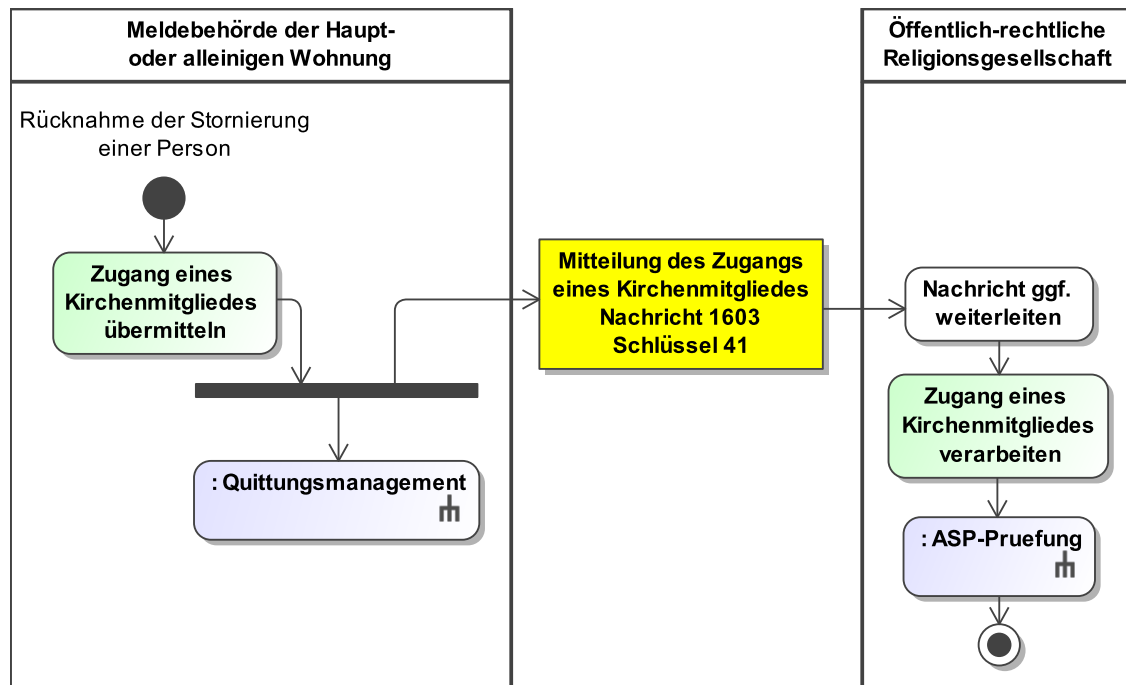 Meldebehörde der Haupt-
oder alleinigen Wohnung
Rücknahme der Stornierung
einer Person
Zugang eines
Kirchenmitgliedes
übermitteln
: Quittungsmanagement
Mitteilung des Zugangs
eines Kirchenmitgliedes
Nachricht 1603
Schlüssel 41
Öffentlich-rechtliche
Religionsgesellschaft
Nachricht ggf.
weiterleiten
Zugang eines
Kirchenmitgliedes
verarbeiten
: ASP-Pruefung